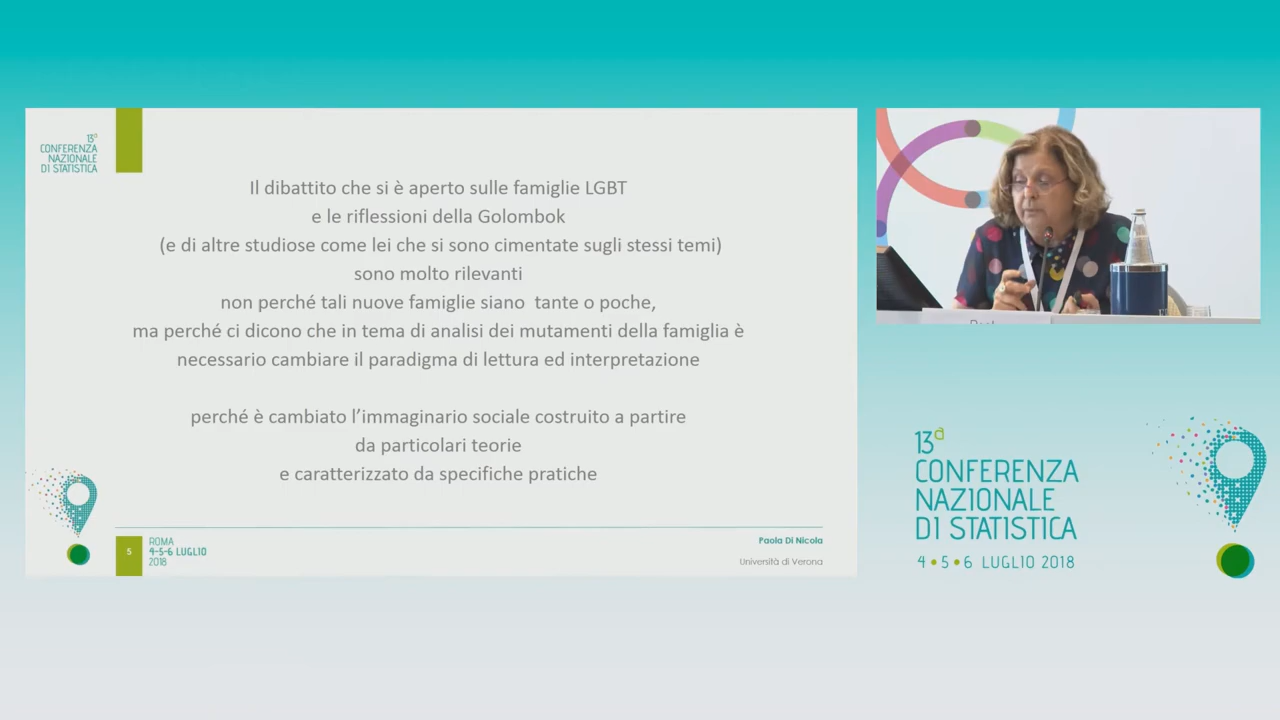 13ª
CONFERENZA
NAZIONALE
DI STATISTICA
Il dibattito che si è aperto sulle famiglie LGBT
e le riflessioni della Golombok
(e di altre studiose come lei che si sono cimentate sugli stessi temi)
sono molto rilevanti
non perché tali nuove famiglie siano tante o poche,
ma perché ci dicono che in tema di analisi dei mutamenti della famiglia è
necessario cambiare il paradigma di lettura ed interpretazione
perché è cambiato l’immaginario sociale costruito a partire
da particolari teorie
e caratterizzato da specifiche pratiche
5
ROMA
4-5-6 LUGLIO
2018
Paola Di Nicola
Università di Verona
13ª
CONFERENZA
NAZIONALE
DI STATISTICA
4 • 5 • 6 LUGLIO 2018